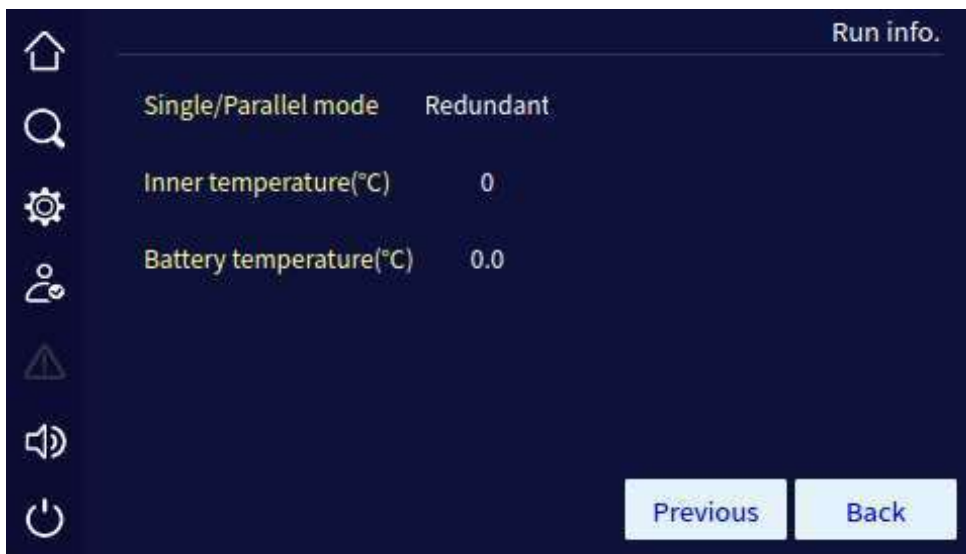 Run info.
Single/Parallel mode Redundant
Inner temperature(°C) 0
Battery temperature(°C) 0.0
Previous Back